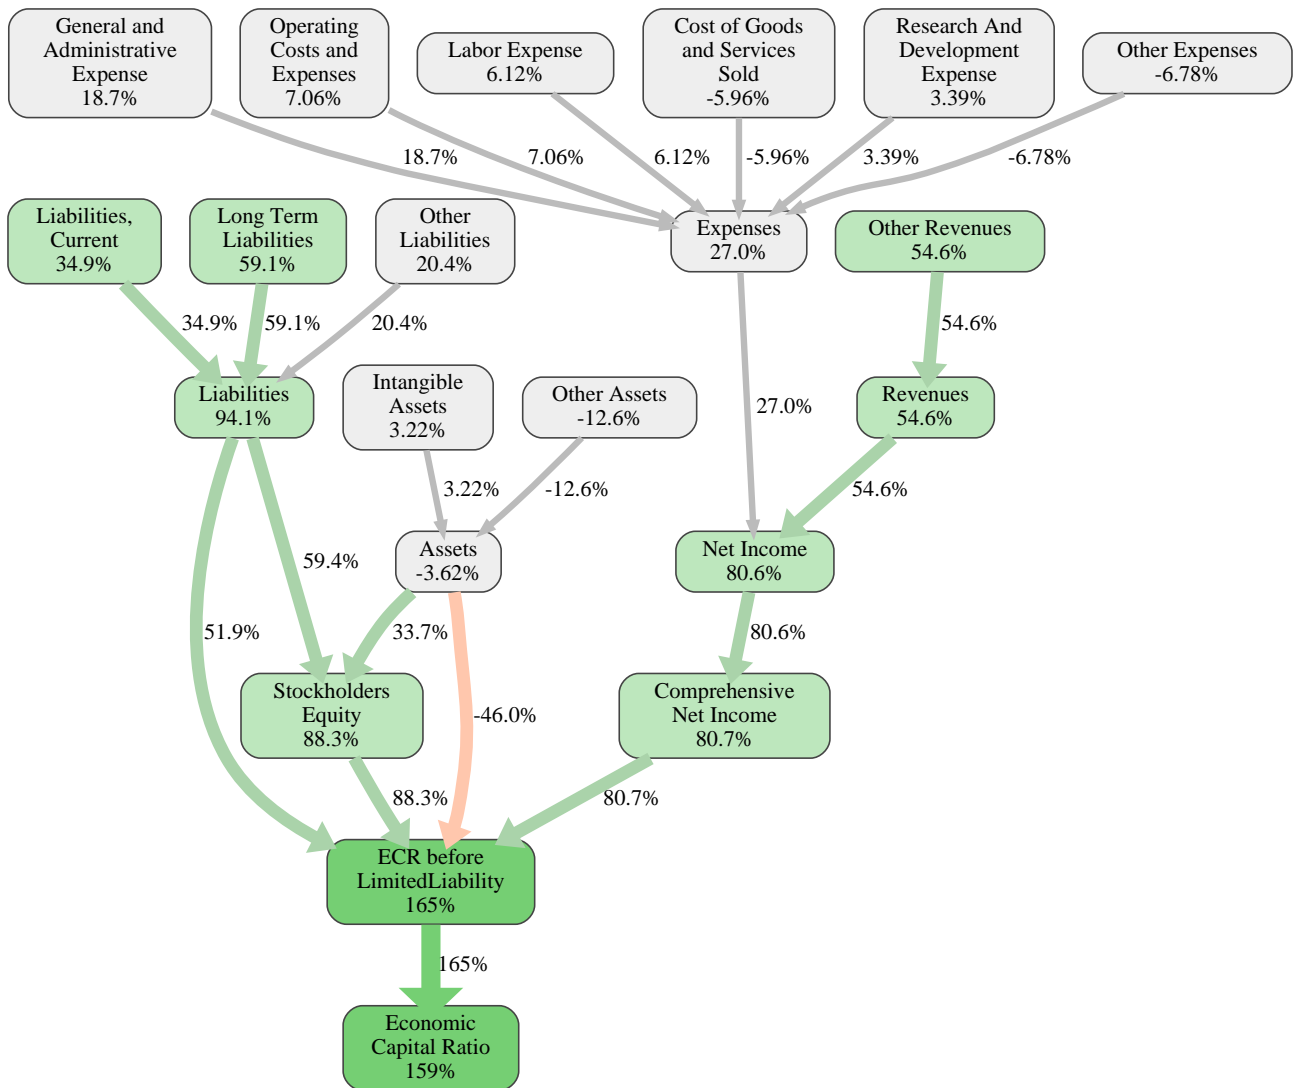 General and
Administrative
Expense
18.7%
Operating
Costs and
Expenses
7.06%
Labor Expense
6.12%
Cost of Goods
and Services
Sold
-5.96%
Research And
Development
Expense
3.39%
Other Expenses
-6.78%
18.7%
7.06%
6.12%
-5.96%
3.39%
-6.78%
Liabilities,
Current
34.9%
Long Term
Liabilities
59.1%
Other
Liabilities
20.4%
Expenses
27.0%
Other Revenues
54.6%
34.9%
59.1%
20.4%
54.6%
Liabilities
94.1%
Intangible
Assets
3.22%
Other Assets
-12.6%
27.0%
Revenues
54.6%
3.22%
-12.6%
54.6%
Assets
-3.62%
Net Income
80.6%
59.4%
51.9%
33.7%
80.6%
Stockholders
Equity
88.3%
-46.0%
Comprehensive
Net Income
80.7%
88.3%
80.7%
ECR before
LimitedLiability
165%
165%
Economic
Capital Ratio
159%